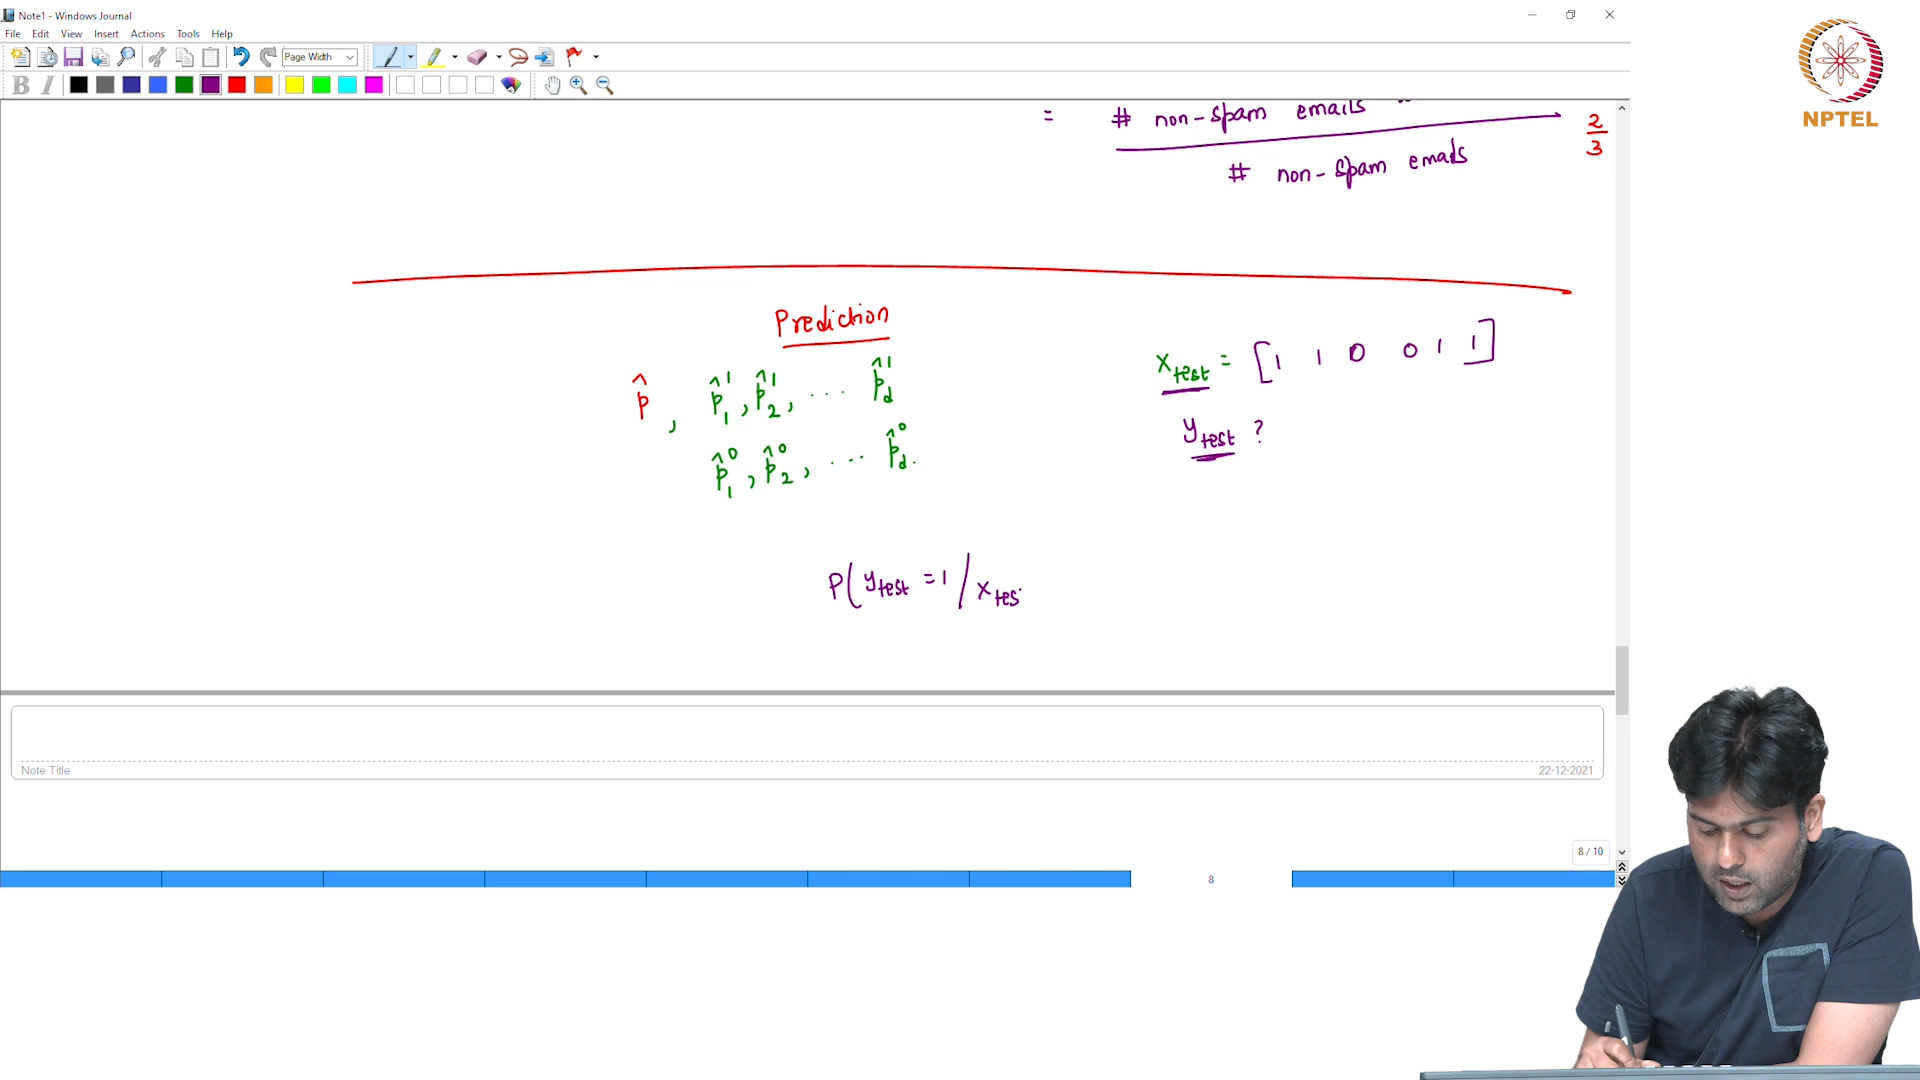 Note1 - Windows Journal
File Edit View Insert Actions Tools Help
Page Width
B I
= # non-spam emails
# non-spam emails
2
3
NPTEL
Prediction
p̂, p̂₁¹, p̂₂¹, ... p̂_d¹
p̂₁⁰, p̂₂⁰, ... p̂_d⁰.
x_test = [1 1 0 0 1 1]
y_test ?
P(y_test = 1 / x_tes
Note Title
22-12-2021
8 / 10
8